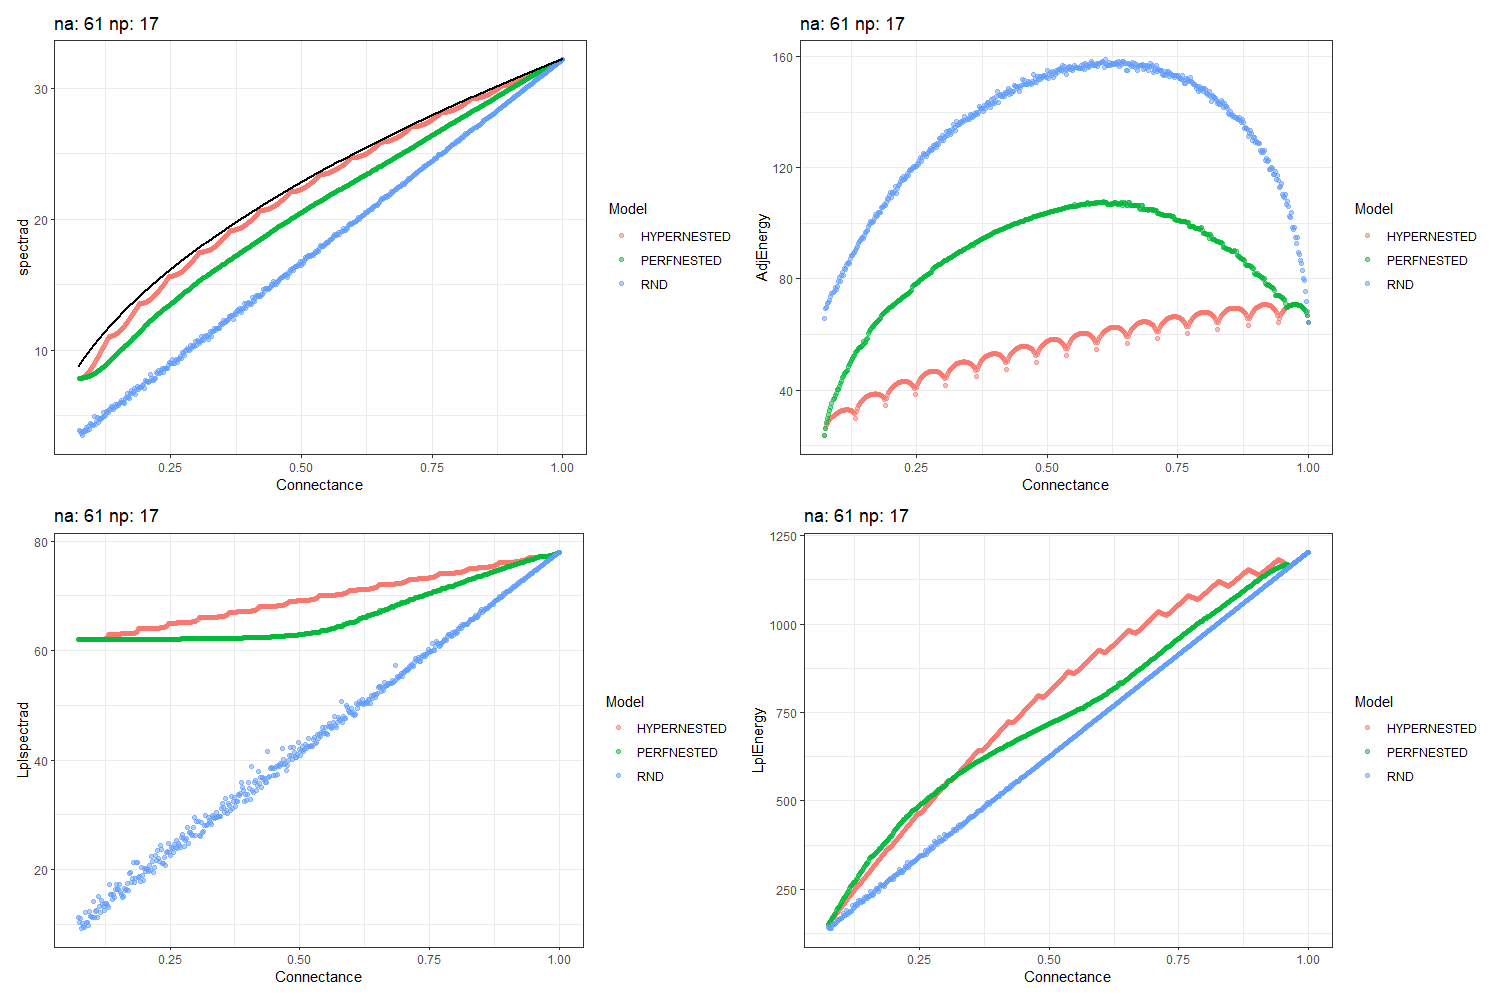 na: 61 np: 17
spectrad
30
20
10
0.25 0.50 0.75 1.00
Connectance
Model
HYPERNESTED
PERFNESTED
RND
na: 61 np: 17
AdjEnergy
160
120
80
40
0.25 0.50 0.75 1.00
Connectance
Model
HYPERNESTED
PERFNESTED
RND
na: 61 np: 17
Lplspectrad
80
60
40
20
0.25 0.50 0.75 1.00
Connectance
Model
HYPERNESTED
PERFNESTED
RND
na: 61 np: 17
LplEnergy
1250
1000
750
500
250
0.25 0.50 0.75 1.00
Connectance
Model
HYPERNESTED
PERFNESTED
RND